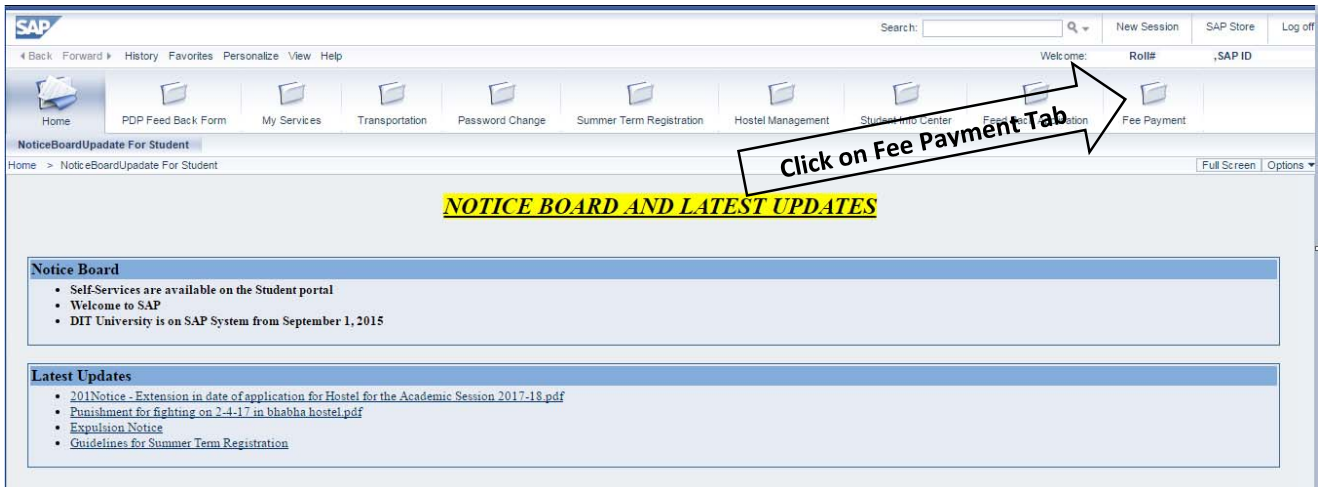 SAP
Search:
New Session
SAP Store
Log off
Back Forward History Favorites Personalize View Help
Welcome: Roll# ,SAP ID
Home
PDP Feed Back Form
My Services
Transportation
Password Change
Summer Term Registration
Hostel Management
Student Info Center
Feed Back Application
Fee Payment
Click on Fee Payment Tab
NoticeBoardUpadate For Student
Home > NoticeBoardUpadate For Student
Full Screen Options
NOTICE BOARD AND LATEST UPDATES
Notice Board
• Self-Services are available on the Student portal
• Welcome to SAP
• DIT University is on SAP System from September 1, 2015
Latest Updates
• 201Notice - Extension in date of application for Hostel for the Academic Session 2017-18.pdf
• Punishment for fighting on 2-4-17 in bhabha hostel.pdf
• Expulsion Notice
• Guidelines for Summer Term Registration